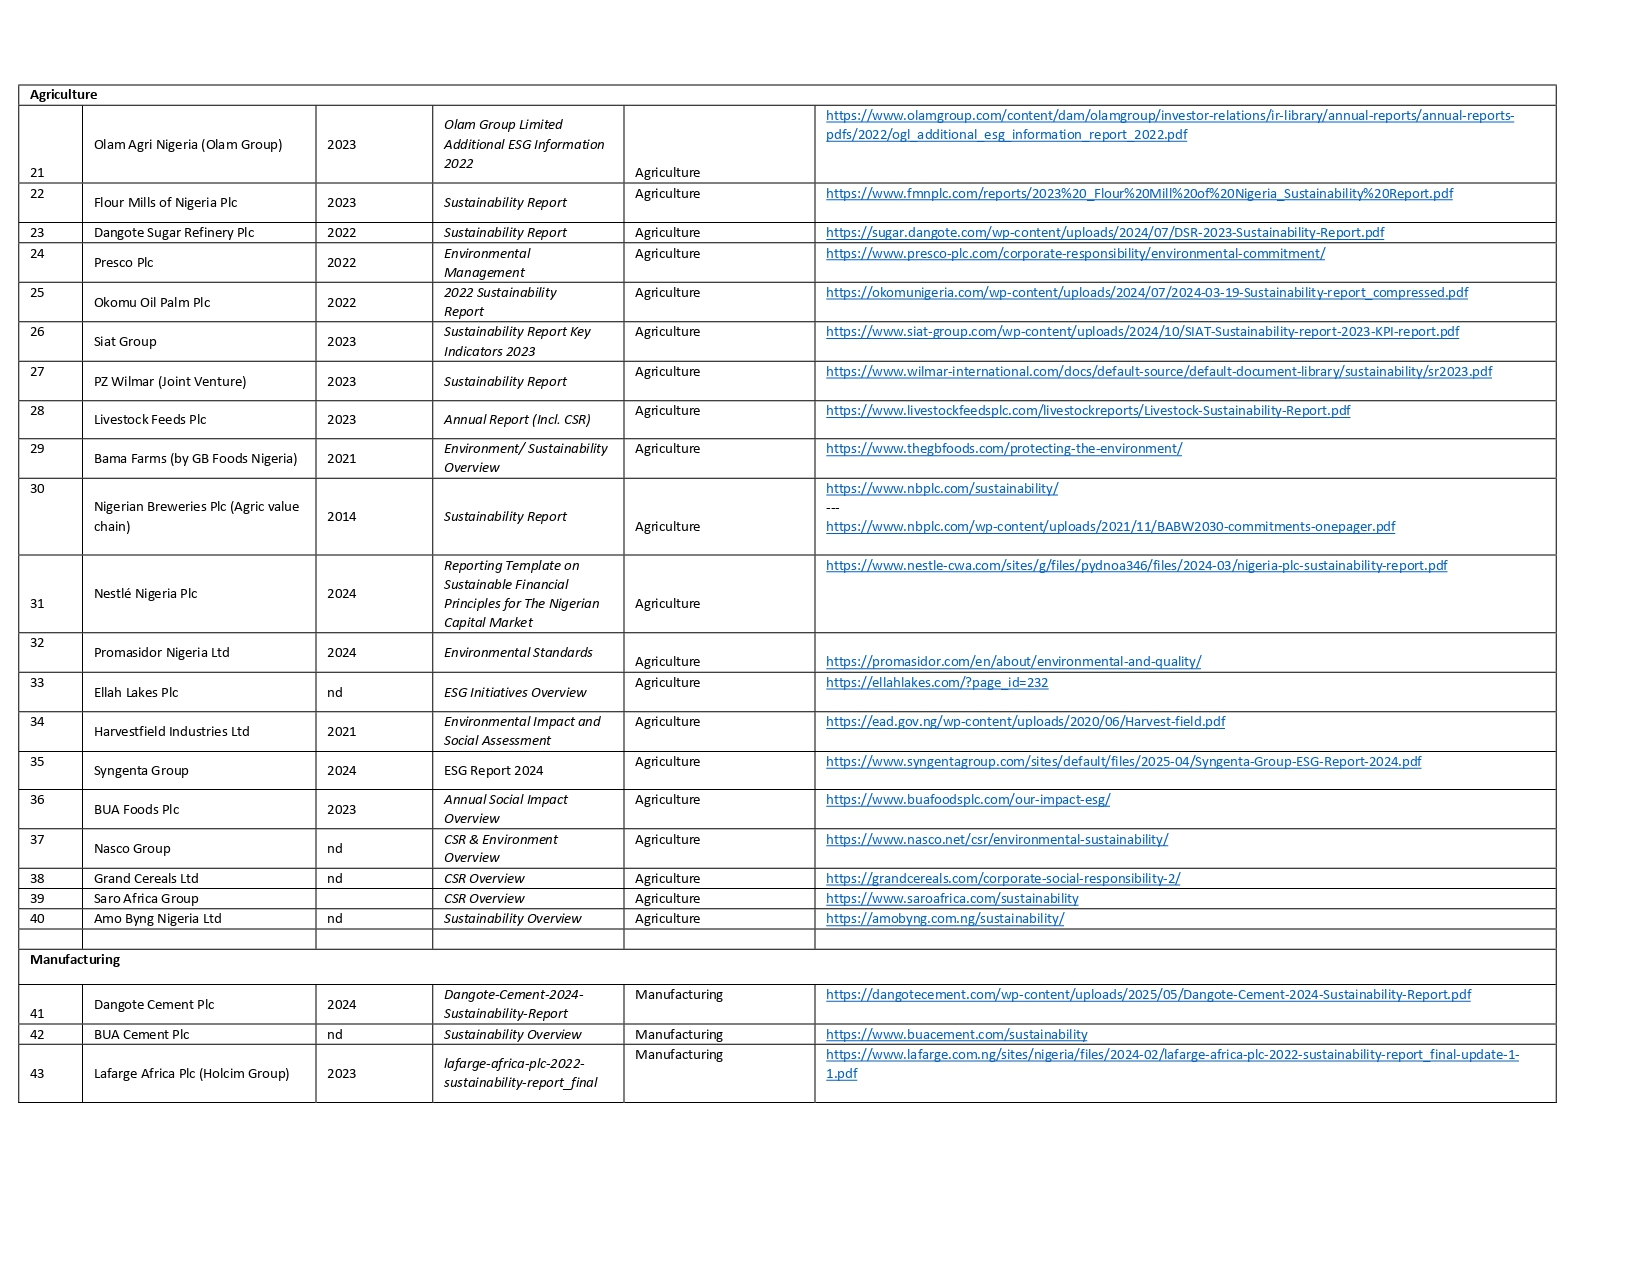 Agriculture
21 Olam Agri Nigeria (Olam Group) 2023 Olam Group Limited Additional ESG Information 2022 Agriculture https://www.olamgroup.com/content/dam/olamgroup/investor-relations/ir-library/annual-reports/annual-reports-pdfs/2022/ogl_additional_esg_information_report_2022.pdf
22 Flour Mills of Nigeria Plc 2023 Sustainability Report Agriculture https://www.fmnplc.com/reports/2023%20_Flour%20Mill%20of%20Nigeria_Sustainability%20Report.pdf
23 Dangote Sugar Refinery Plc 2022 Sustainability Report Agriculture https://sugar.dangote.com/wp-content/uploads/2024/07/DSR-2023-Sustainability-Report.pdf
24 Presco Plc 2022 Environmental Management Agriculture https://www.presco-plc.com/corporate-responsibility/environmental-commitment/
25 Okomu Oil Palm Plc 2022 2022 Sustainability Report Agriculture https://okomunigeria.com/wp-content/uploads/2024/07/2024-03-19-Sustainability-report_compressed.pdf
26 Siat Group 2023 Sustainability Report Key Indicators 2023 Agriculture https://www.siat-group.com/wp-content/uploads/2024/10/SIAT-Sustainability-report-2023-KPI-report.pdf
27 PZ Wilmar (Joint Venture) 2023 Sustainability Report Agriculture https://www.wilmar-international.com/docs/default-source/default-document-library/sustainability/sr2023.pdf
28 Livestock Feeds Plc 2023 Annual Report (Incl. CSR) Agriculture https://www.livestockfeedsplc.com/livestockreports/Livestock-Sustainability-Report.pdf
29 Bama Farms (by GB Foods Nigeria) 2021 Environment/ Sustainability Overview Agriculture https://www.thegbfoods.com/protecting-the-environment/
30 Nigerian Breweries Plc (Agric value chain) 2014 Sustainability Report Agriculture https://www.nbplc.com/sustainability/
---
https://www.nbplc.com/wp-content/uploads/2021/11/BABW2030-commitments-onepager.pdf
31 Nestlé Nigeria Plc 2024 Reporting Template on Sustainable Financial Principles for The Nigerian Capital Market Agriculture https://www.nestle-cwa.com/sites/g/files/pydnoa346/files/2024-03/nigeria-plc-sustainability-report.pdf
32 Promasidor Nigeria Ltd 2024 Environmental Standards Agriculture https://promasidor.com/en/about/environmental-and-quality/
33 Ellah Lakes Plc nd ESG Initiatives Overview Agriculture https://ellahlakes.com/?page_id=232
34 Harvestfield Industries Ltd 2021 Environmental Impact and Social Assessment Agriculture https://ead.gov.ng/wp-content/uploads/2020/06/Harvest-field.pdf
35 Syngenta Group 2024 ESG Report 2024 Agriculture https://www.syngentagroup.com/sites/default/files/2025-04/Syngenta-Group-ESG-Report-2024.pdf
36 BUA Foods Plc 2023 Annual Social Impact Overview Agriculture https://www.buafoodsplc.com/our-impact-esg/
37 Nasco Group nd CSR & Environment Overview Agriculture https://www.nasco.net/csr/environmental-sustainability/
38 Grand Cereals Ltd nd CSR Overview Agriculture https://grandcereals.com/corporate-social-responsibility-2/
39 Saro Africa Group CSR Overview Agriculture https://www.saroafrica.com/sustainability
40 Amo Byng Nigeria Ltd nd Sustainability Overview Agriculture https://amobyng.com.ng/sustainability/
Manufacturing
41 Dangote Cement Plc 2024 Dangote-Cement-2024-Sustainability-Report Manufacturing https://dangotecement.com/wp-content/uploads/2025/05/Dangote-Cement-2024-Sustainability-Report.pdf
42 BUA Cement Plc nd Sustainability Overview Manufacturing https://www.buacement.com/sustainability
43 Lafarge Africa Plc (Holcim Group) 2023 lafarge-africa-plc-2022-sustainability-report_final Manufacturing https://www.lafarge.com.ng/sites/nigeria/files/2024-02/lafarge-africa-plc-2022-sustainability-report_final-update-1-1.pdf